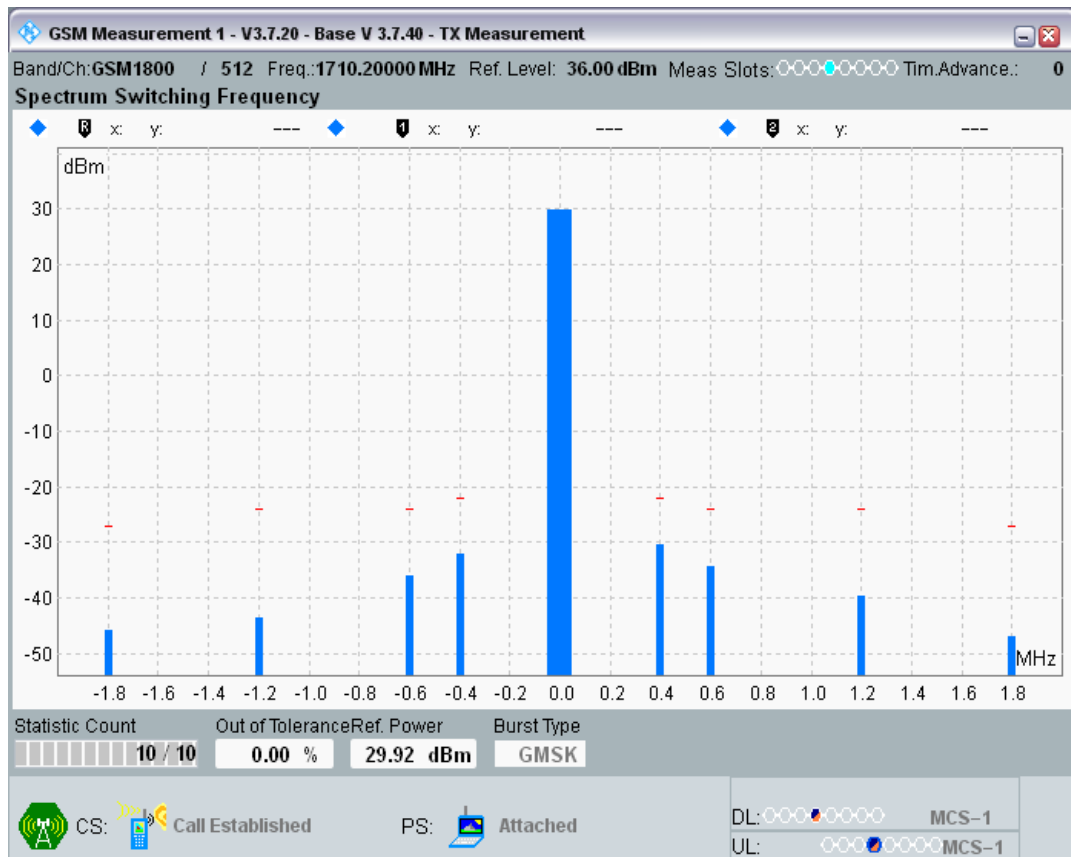 GSM Measurement 1 - V3.7.20 - Base V 3.7.40 - TX Measurement
Band/Ch:GSM1800 / 512 Freq.:1710.20000 MHz Ref. Level: 36.00 dBm Meas Slots: Tim.Advance.: 0
Spectrum Switching Frequency
R x: y: --- 1 x: y: --- 2 x: y: ---
dBm
30
20
10
0
-10
-20
-30
-40
-50
MHz
-1.8 -1.6 -1.4 -1.2 -1.0 -0.8 -0.6 -0.4 -0.2 0.0 0.2 0.4 0.6 0.8 1.0 1.2 1.4 1.6 1.8
Statistic Count Out of Tolerance Ref. Power Burst Type
10 / 10 0.00 % 29.92 dBm GMSK
CS: Call Established PS: Attached
DL: MCS-1
UL: MCS-1